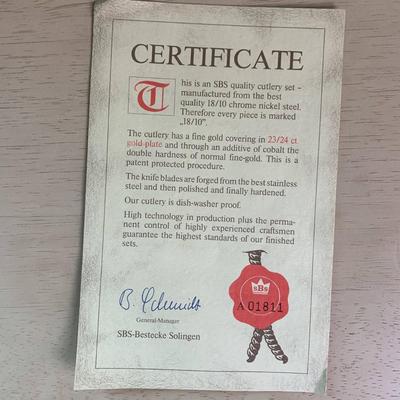 CERTIFICATE
This is an SBS quality cutlery set –
manufactured from the best
quality 18/10 chrome nickel steel.
Therefore every piece is marked
„18/10”.
The cutlery has a fine gold covering in 23/24 ct
gold-plate and through an additive of cobalt the
double hardness of normal fine-gold. This is a
patent protected procedure.
The knife blades are forged from the best stainless
steel and then polished and finally hardened.
Our cutlery is dish-washer proof.
High technology in production plus the perma-
nent control of highly experienced craftsmen
guarantee the highest standards of our finished
sets.
B. Schmidt
General-Manager
SBS-Bestecke Solingen
SBS
A 01811